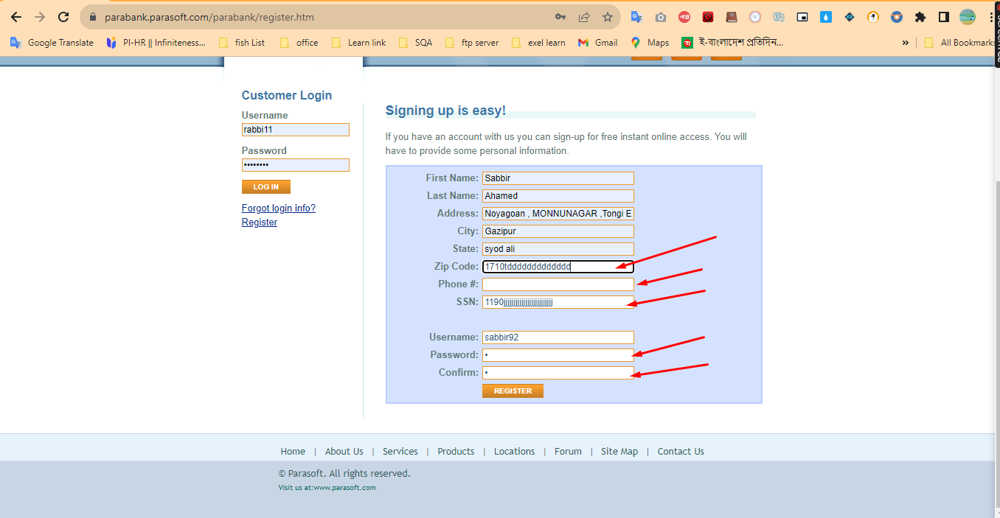 parabank.parasoft.com/parabank/register.htm
Google Translate PI-HR || Infiniteness... fish List office Learn link SQA ftp server exel learn Gmail Maps ই-বাংলাদেশ প্রতিদিন... » All Bookmarks
Customer Login
Username
rabbi11
Password
••••••••
LOG IN
Forgot login info?
Register
Signing up is easy!
If you have an account with us you can sign-up for free instant online access. You will
have to provide some personal information.
First Name: Sabbir
Last Name: Ahamed
Address: Noyagoan , MONNUNAGAR ,Tongi E
City: Gazipur
State: syod ali
Zip Code: 1710tddddddddddddd
Phone #:
SSN: 1190jjjjjjjjjjjjjjjjjjjjjjjj
Username: sabbir92
Password: •
Confirm: •
REGISTER
Home | About Us | Services | Products | Locations | Forum | Site Map | Contact Us
© Parasoft. All rights reserved.
Visit us at:www.parasoft.com